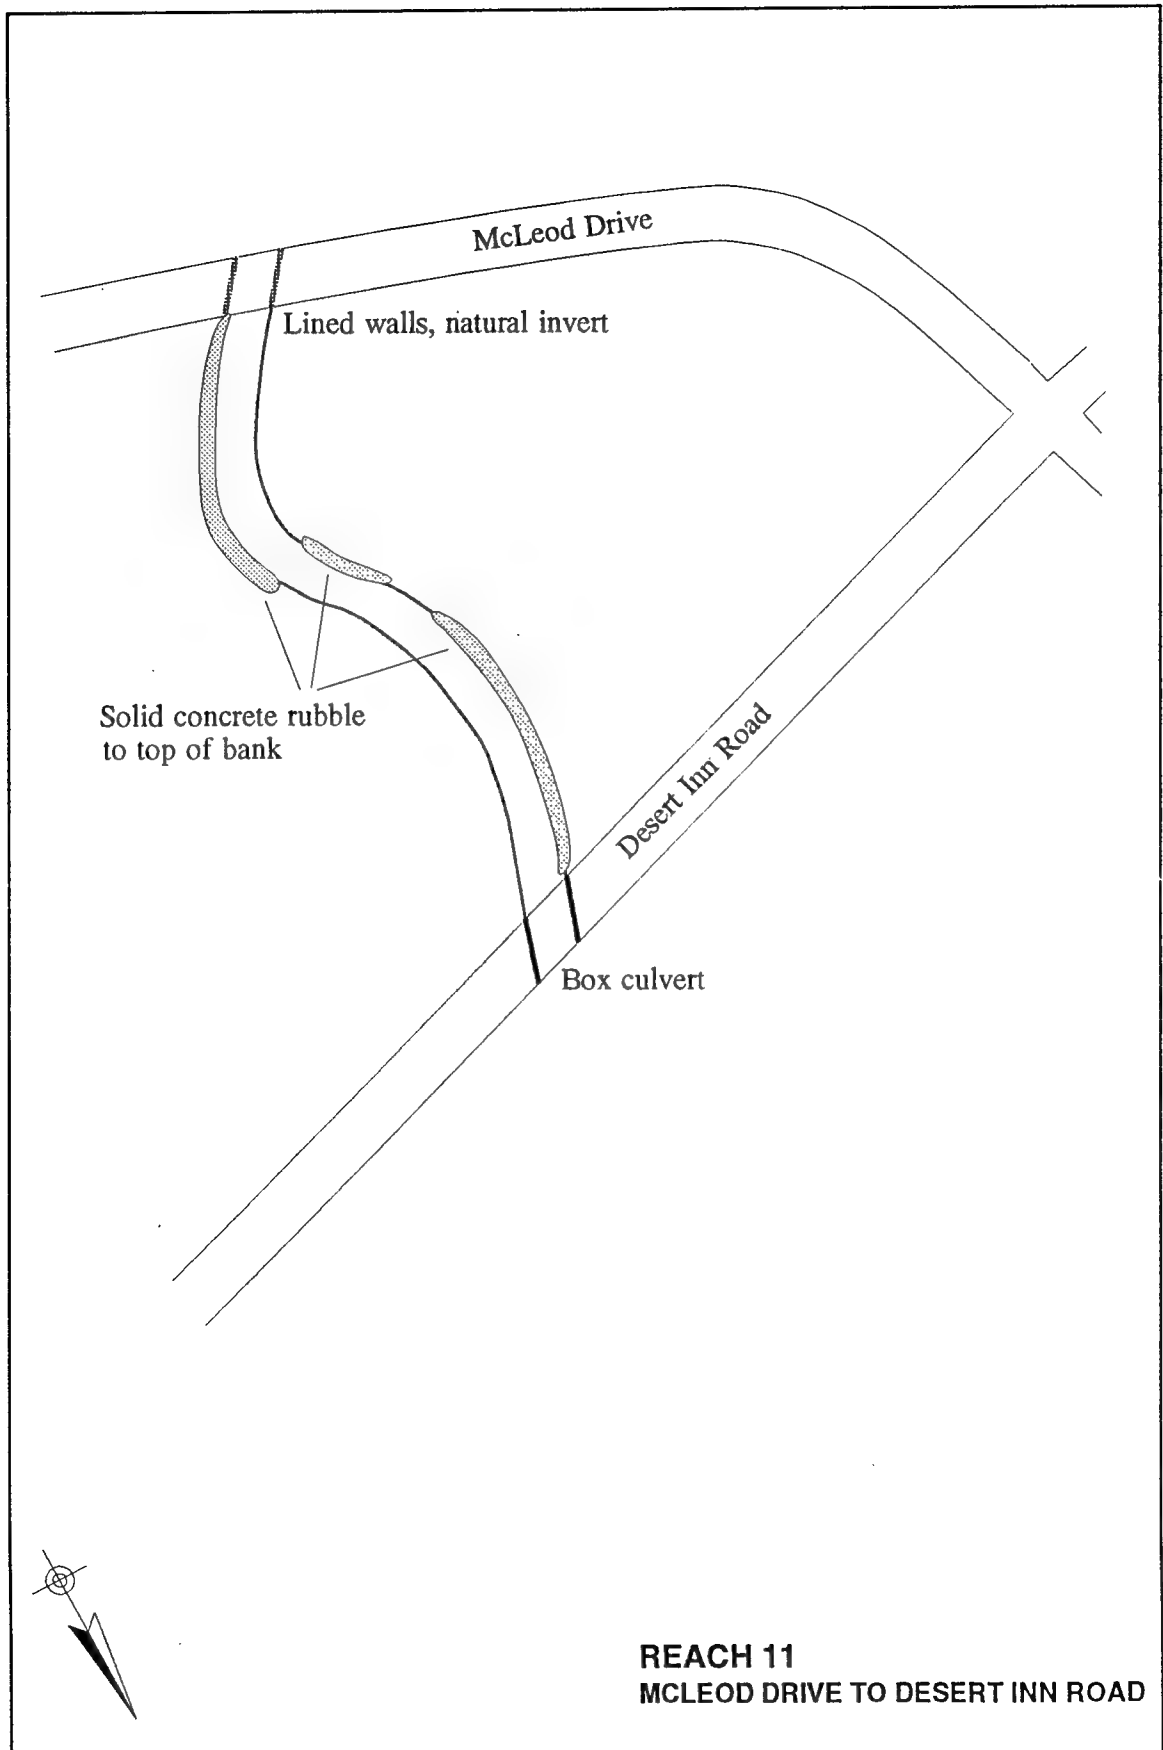 McLeod Drive
Lined walls, natural invert
Solid concrete rubble
to top of bank
Desert Inn Road
Box culvert
REACH 11
MCLEOD DRIVE TO DESERT INN ROAD